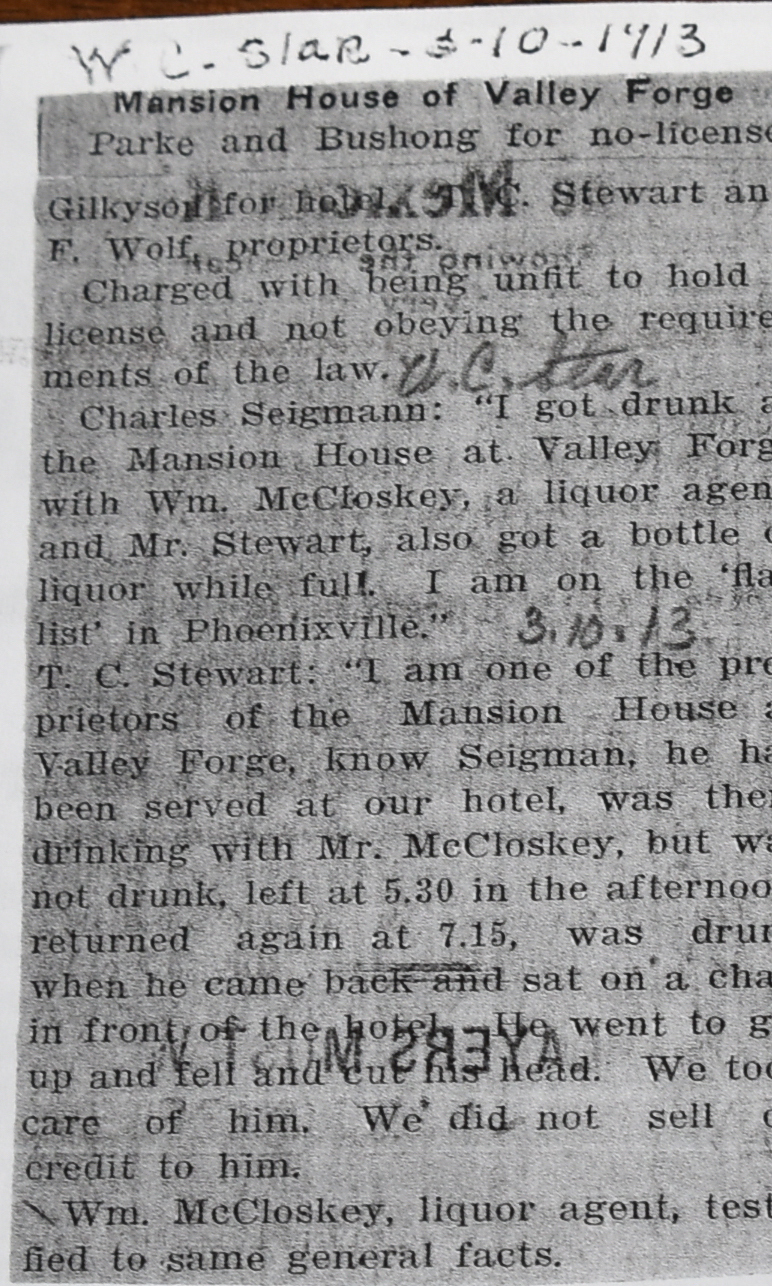 W C - Star - 3-10-1913
Mansion House of Valley Forge
Parke and Bushong for no-license
Gilkyson for hotel. T. C. Stewart an
F. Wolf, proprietors.
Charged with being unfit to hold
license and not obeying the require
ments of the law. W.C. Star
Charles Seigmann: “I got drunk a
the Mansion House at Valley Forg
with Wm. McCloskey, a liquor agen
and Mr. Stewart, also got a bottle o
liquor while full. I am on the ‘fla
list’ in Phoenixville.” 3.10.13
T. C. Stewart: “I am one of the pre
prietors of the Mansion House a
Valley Forge, know Seigman, he ha
been served at our hotel, was ther
drinking with Mr. McCloskey, but wa
not drunk, left at 5.30 in the afternoo
returned again at 7.15, was drun
when he came back and sat on a cha
in front of the hotel. He went to g
up and fell and cut his head. We too
care of him. We did not sell o
credit to him.
Wm. McCloskey, liquor agent, test
fied to same general facts.